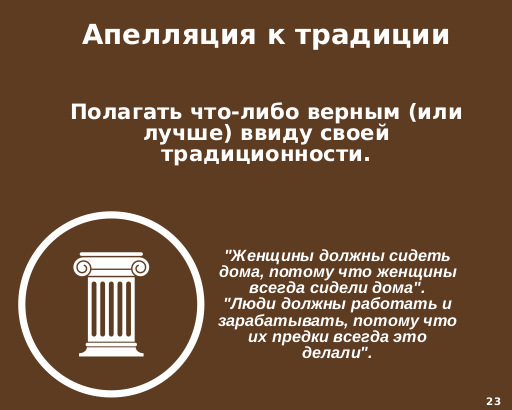 Апелляция к традиции
Полагать что-либо верным (или
лучше) ввиду своей
традиционности.
"Женщины должны сидеть
дома, потому что женщины
всегда сидели дома".
"Люди должны работать и
зарабатывать, потому что
их предки всегда это
делали".
23